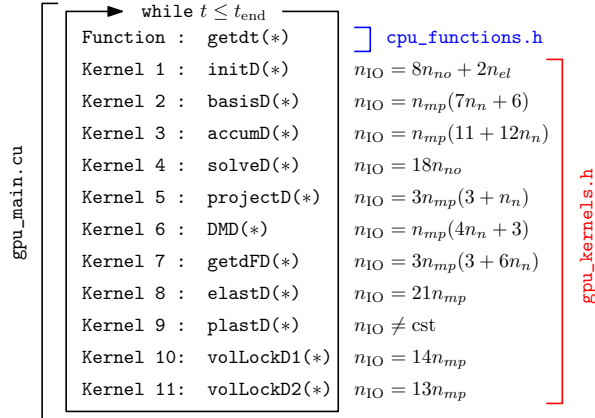 while t ≤ t_end
Function : getdt(*) cpu_functions.h
Kernel 1 : initD(*) n_IO = 8n_no + 2n_el
Kernel 2 : basisD(*) n_IO = n_mp(7n_n + 6)
Kernel 3 : accumD(*) n_IO = n_mp(11 + 12n_n)
Kernel 4 : solveD(*) n_IO = 18n_no
Kernel 5 : projectD(*) n_IO = 3n_mp(3 + n_n)
Kernel 6 : DMD(*) n_IO = n_mp(4n_n + 3)
Kernel 7 : getdFD(*) n_IO = 3n_mp(3 + 6n_n)
Kernel 8 : elastD(*) n_IO = 21n_mp
Kernel 9 : plastD(*) n_IO ≠ cst
Kernel 10: volLockD1(*) n_IO = 14n_mp
Kernel 11: volLockD2(*) n_IO = 13n_mp
gpu_main.cu
gpu_kernels.h